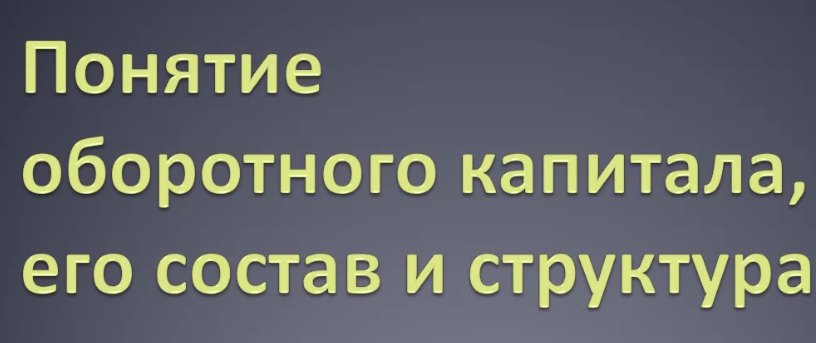 Понятие
оборотного капитала,
его состав и структура